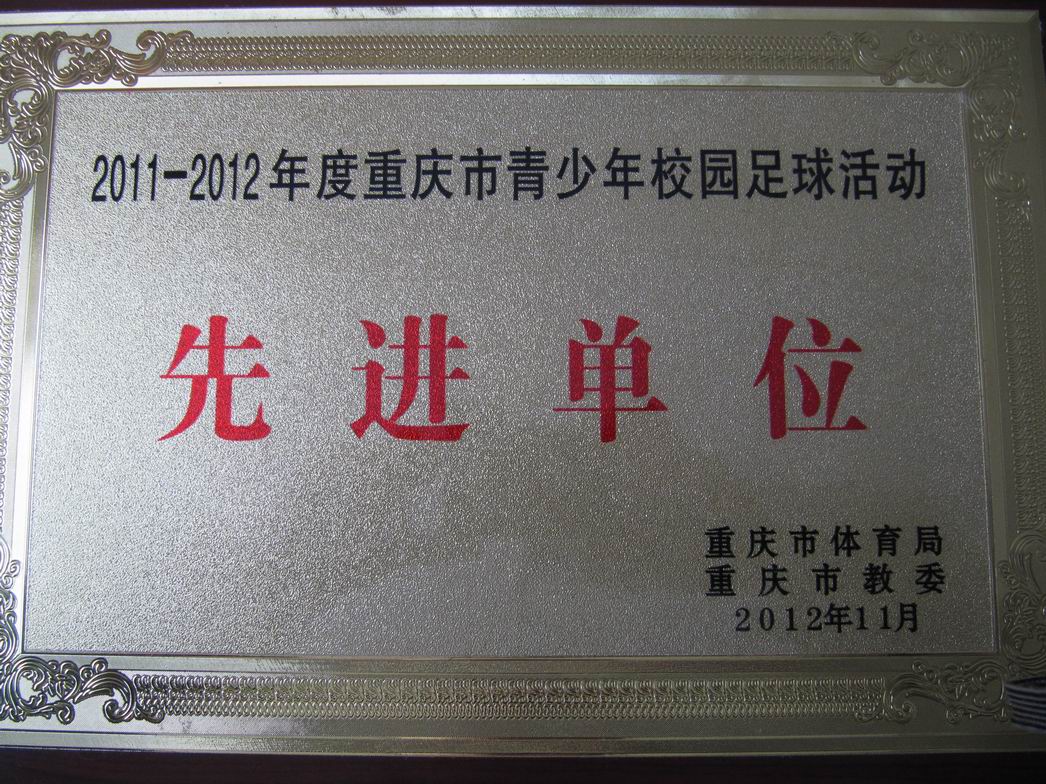 2011-2012年度重庆市青少年校园足球活动
先进单位
重庆市体育局
重庆市教委
2012年11月